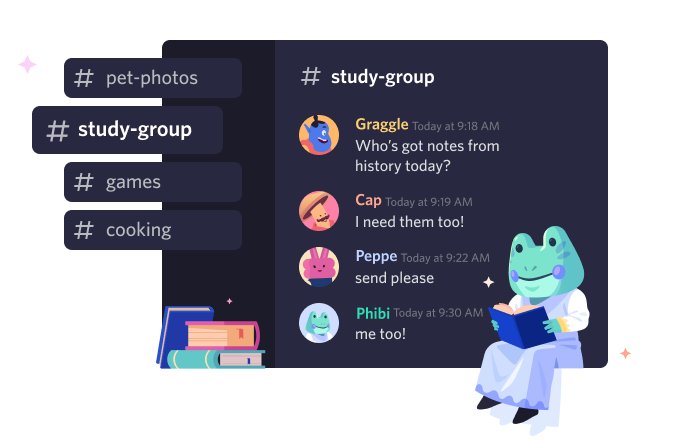 # pet-photos
# study-group
# games
# cooking
# study-group
Graggle Today at 9:18 AM
Who's got notes from
history today?
Cap Today at 9:19 AM
I need them too!
Peppe Today at 9:22 AM
send please
Phibi Today at 9:30 AM
me too!